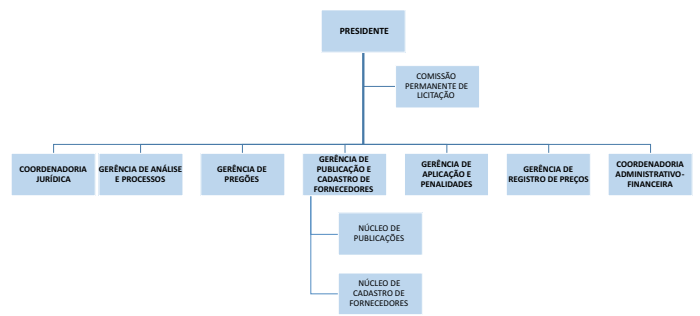 PRESIDENTE
COMISSÃO
PERMANENTE DE
LICITAÇÃO
COORDENADORIA
JURÍDICA
GERÊNCIA DE ANÁLISE
E PROCESSOS
GERÊNCIA DE
PREGÕES
GERÊNCIA DE
PUBLICAÇÃO E
CADASTRO DE
FORNECEDORES
GERÊNCIA DE
APLICAÇÃO E
PENALIDADES
GERÊNCIA DE
REGISTRO DE PREÇOS
COORDENADORIA
ADMINISTRATIVO-
FINANCEIRA
NÚCLEO DE
PUBLICAÇÕES
NÚCLEO DE
CADASTRO DE
FORNECEDORES